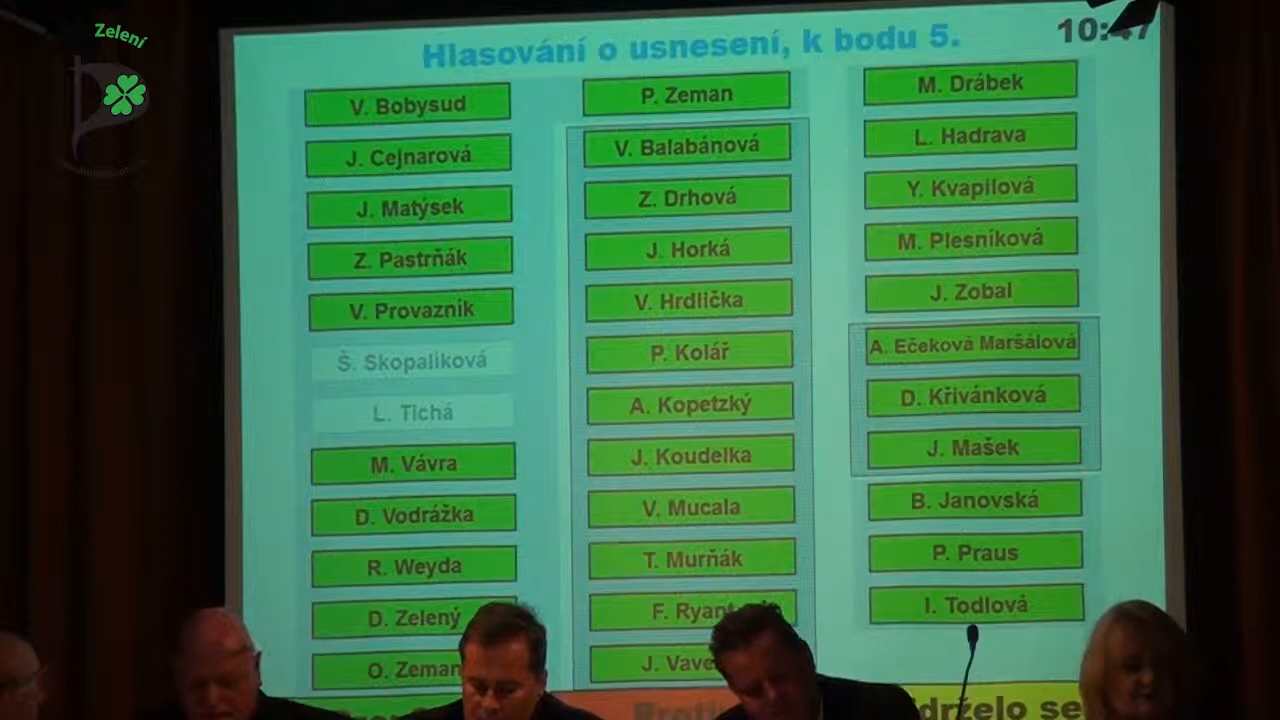 Zelení
Hlasování o usnesení, k bodu 5.
V. Bobysud
J. Cejnarová
J. Matýsek
Z. Pastrňák
V. Provazník
Š. Skopalíková
L. Tichá
M. Vávra
D. Vodrážka
R. Weyda
D. Zelený
O. Zeman
P. Zeman
V. Balabánová
Z. Drhová
J. Horká
V. Hrdlička
P. Kolář
A. Kopetzký
J. Koudelka
V. Mucala
T. Murňák
F.
J.
M. Drábek
L. Hadrava
Y. Kvapilová
M. Plesníková
J. Zobal
A. Ečeková Maršálová
D. Křivánková
J. Mašek
B. Janovská
P. Praus
I. Todlová